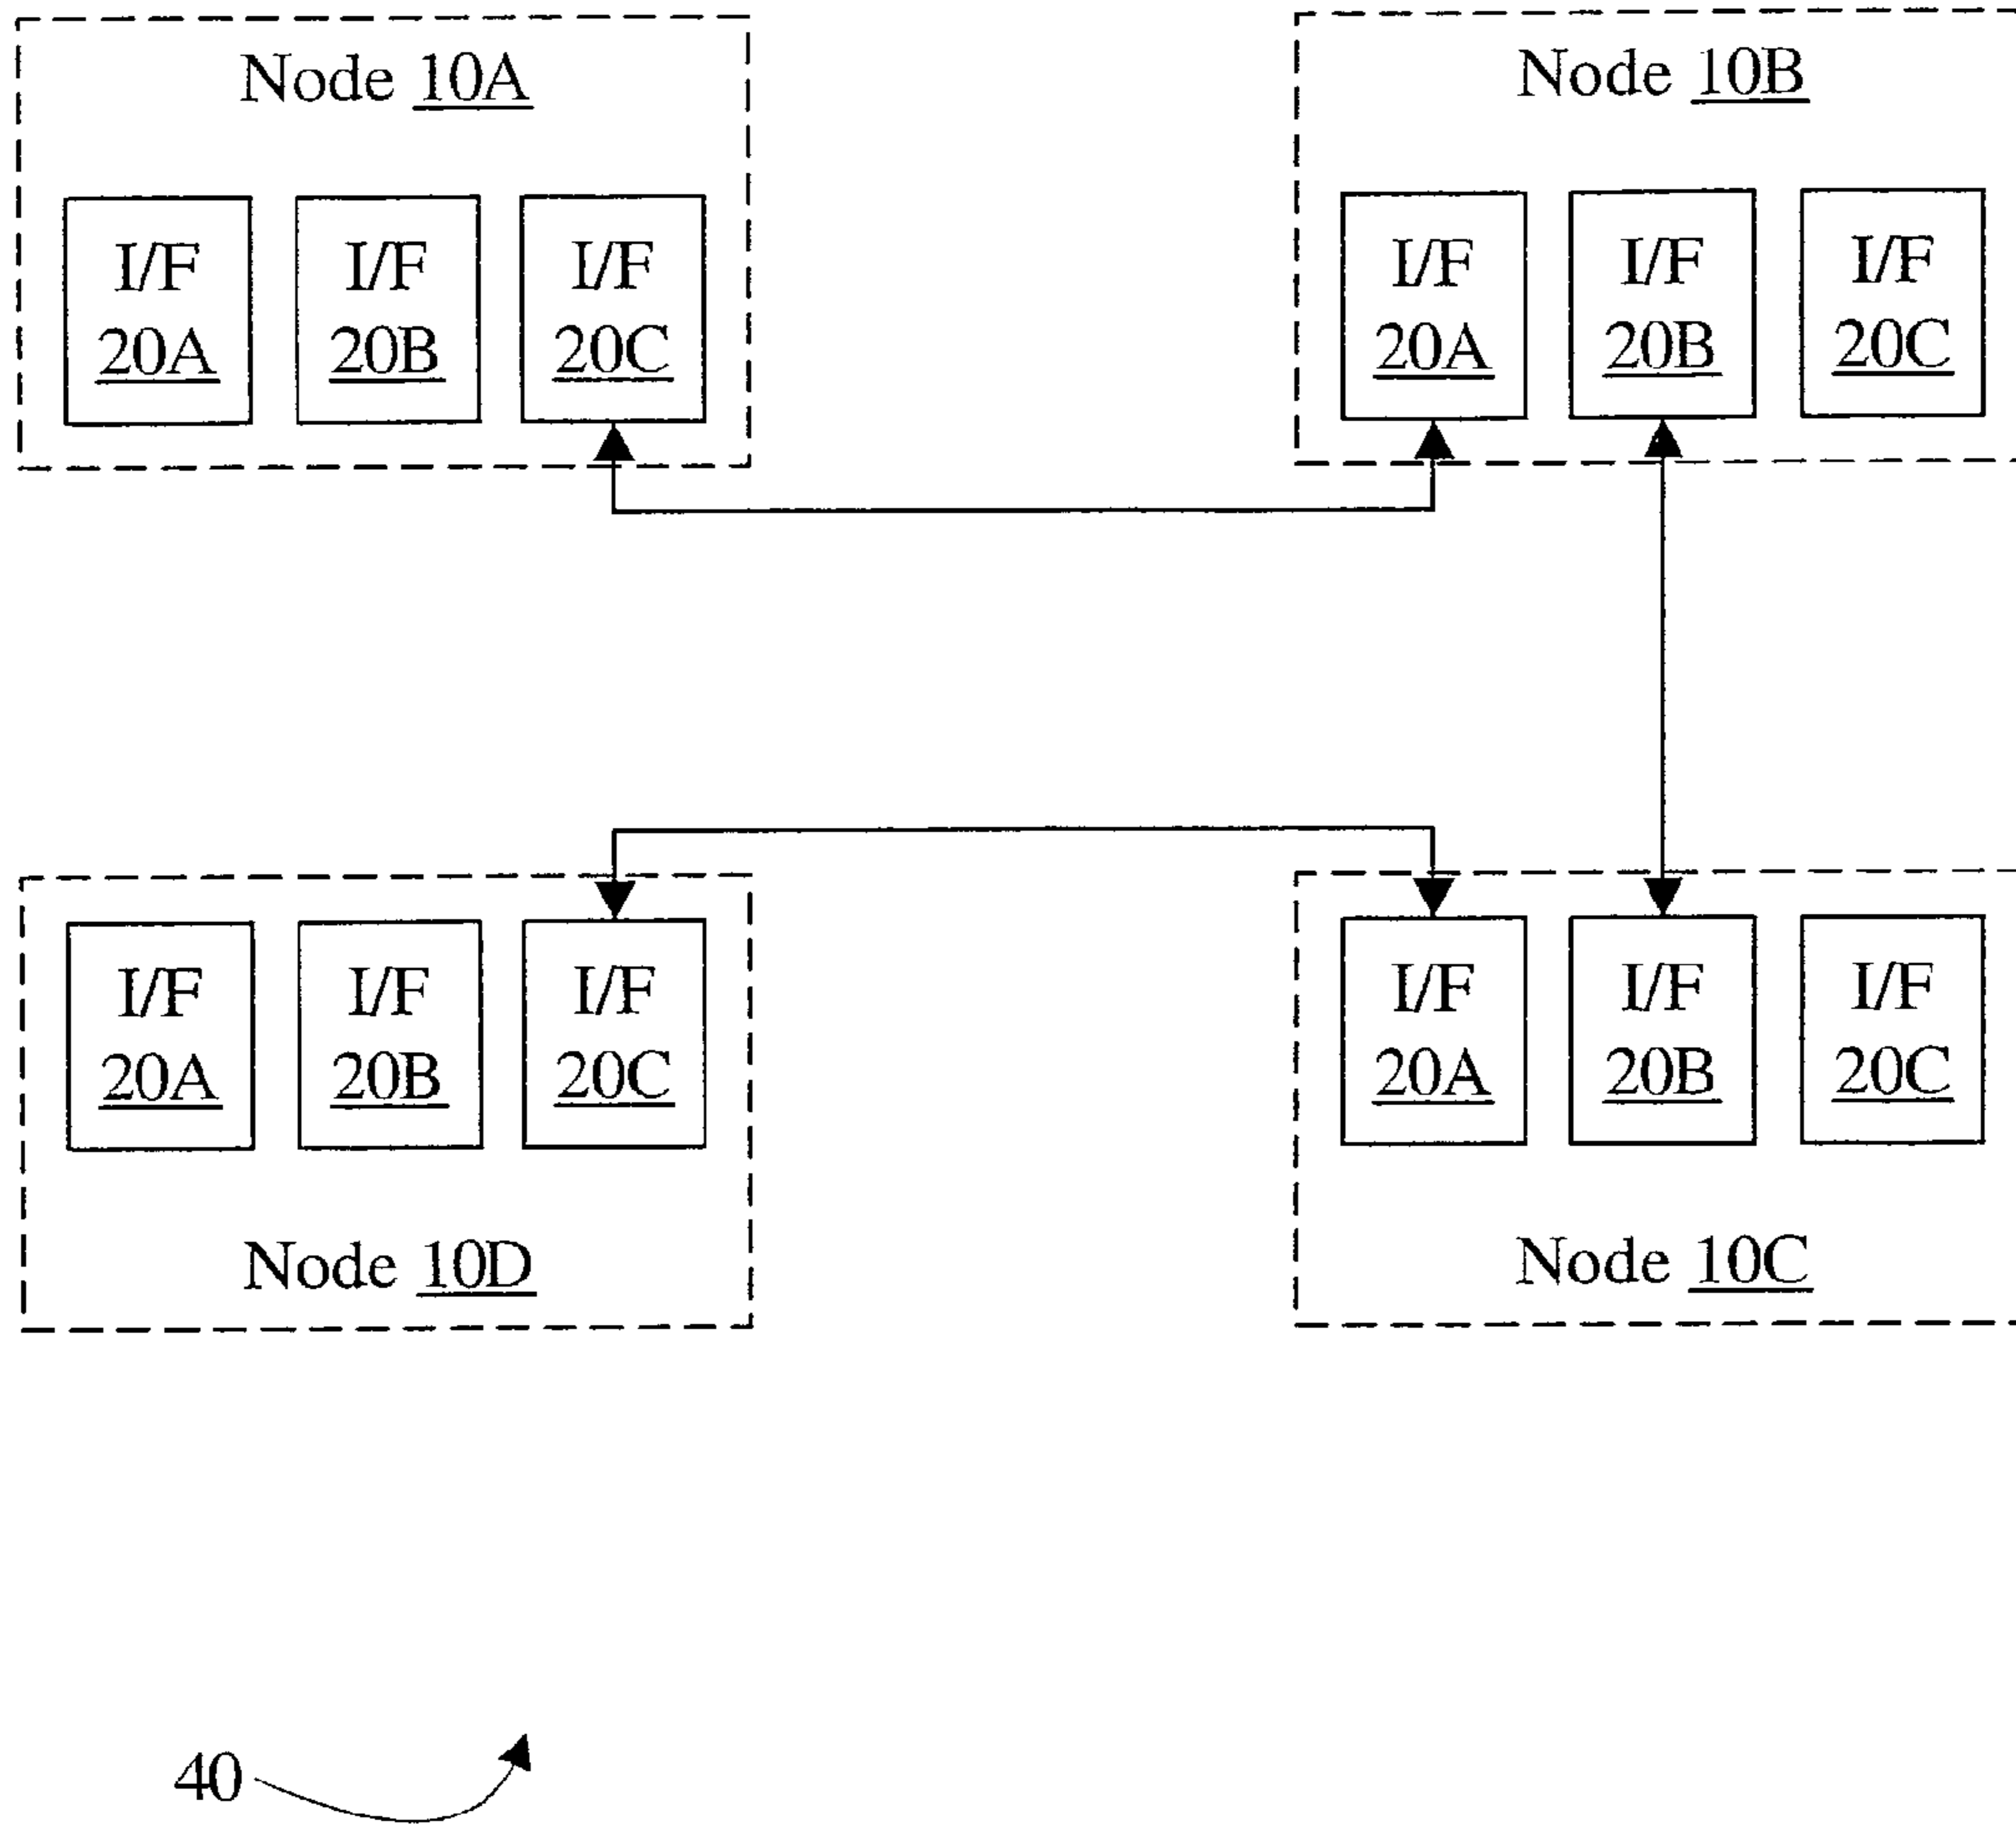 Node 10A
I/F
20A
I/F
20B
I/F
20C
Node 10B
I/F
20A
I/F
20B
I/F
20C
I/F
20A
I/F
20B
I/F
20C
Node 10D
I/F
20A
I/F
20B
I/F
20C
Node 10C
40